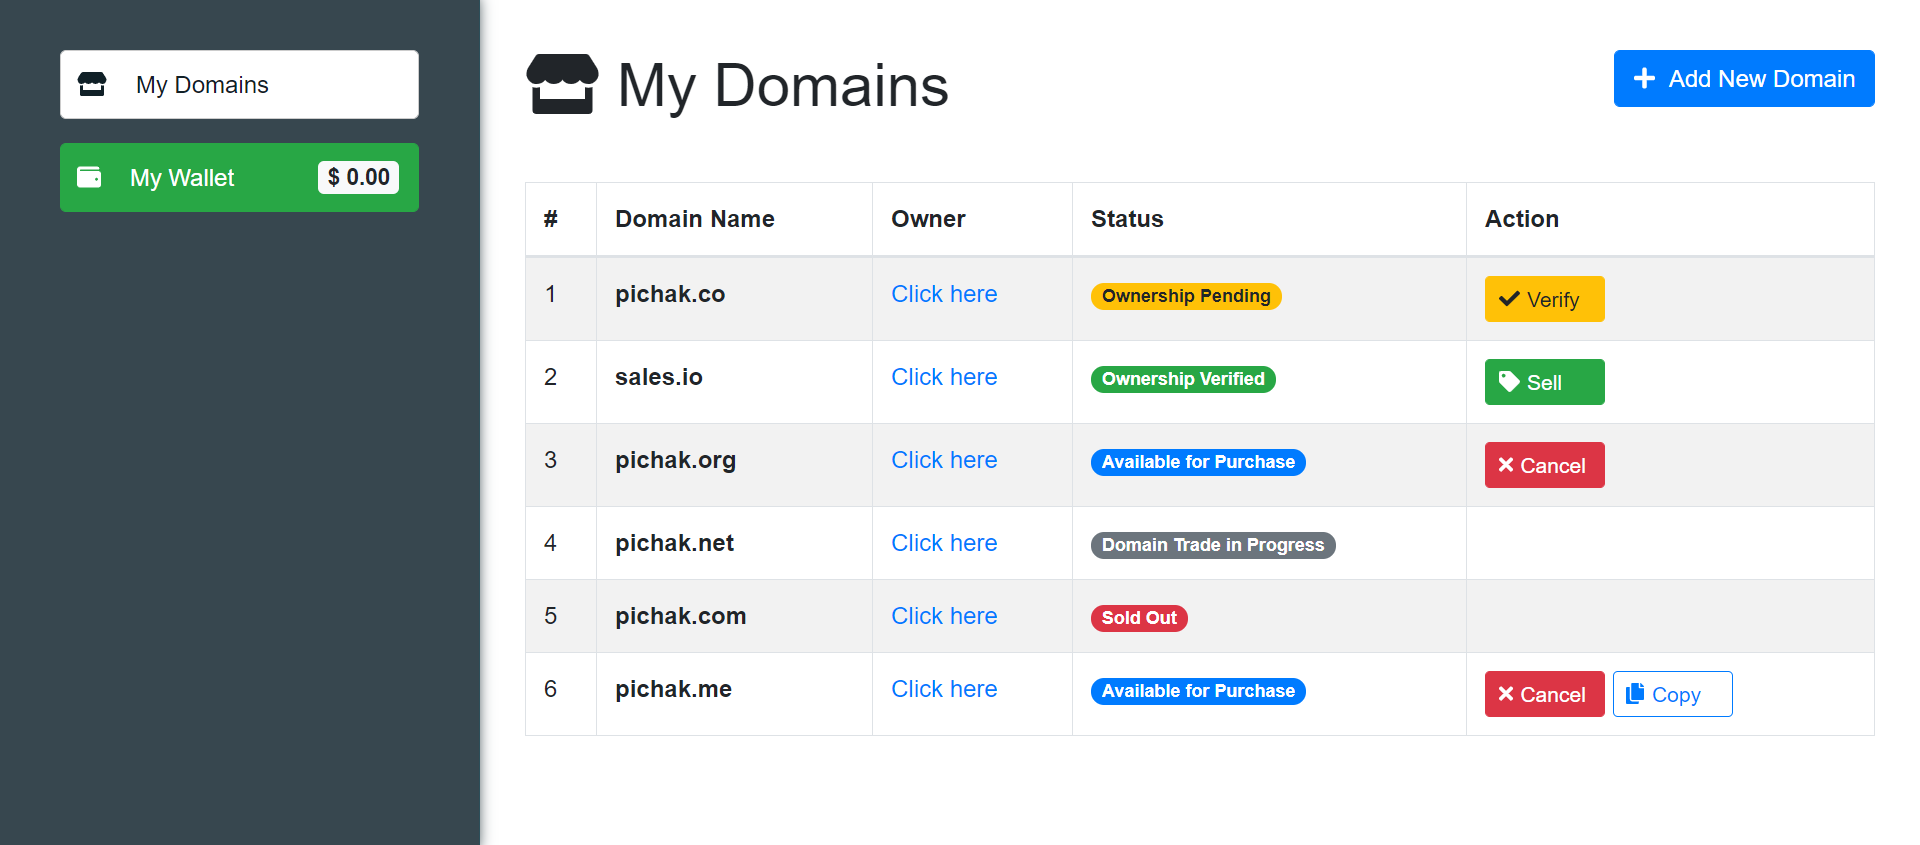 My Domains
My Wallet $ 0.00
My Domains
Add New Domain
# Domain Name Owner Status Action
1 pichak.co Click here Ownership Pending Verify
2 sales.io Click here Ownership Verified Sell
3 pichak.org Click here Available for Purchase Cancel
4 pichak.net Click here Domain Trade in Progress
5 pichak.com Click here Sold Out
6 pichak.me Click here Available for Purchase Cancel Copy